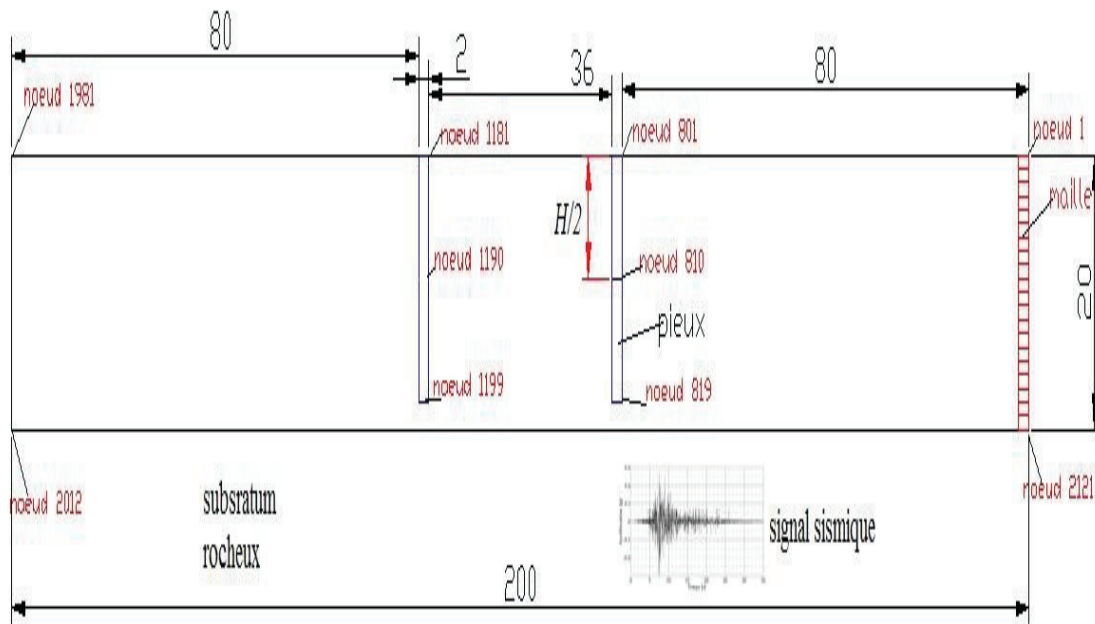 80
2
36
80
noeud 1981
noeud 1181
noeud 801
noeud 1
maille
H/2
noeud 1190
noeud 810
20
pieux
noeud 1199
noeud 819
noeud 2012
noeud 2121
subsratum
rocheux
signal sismique
200